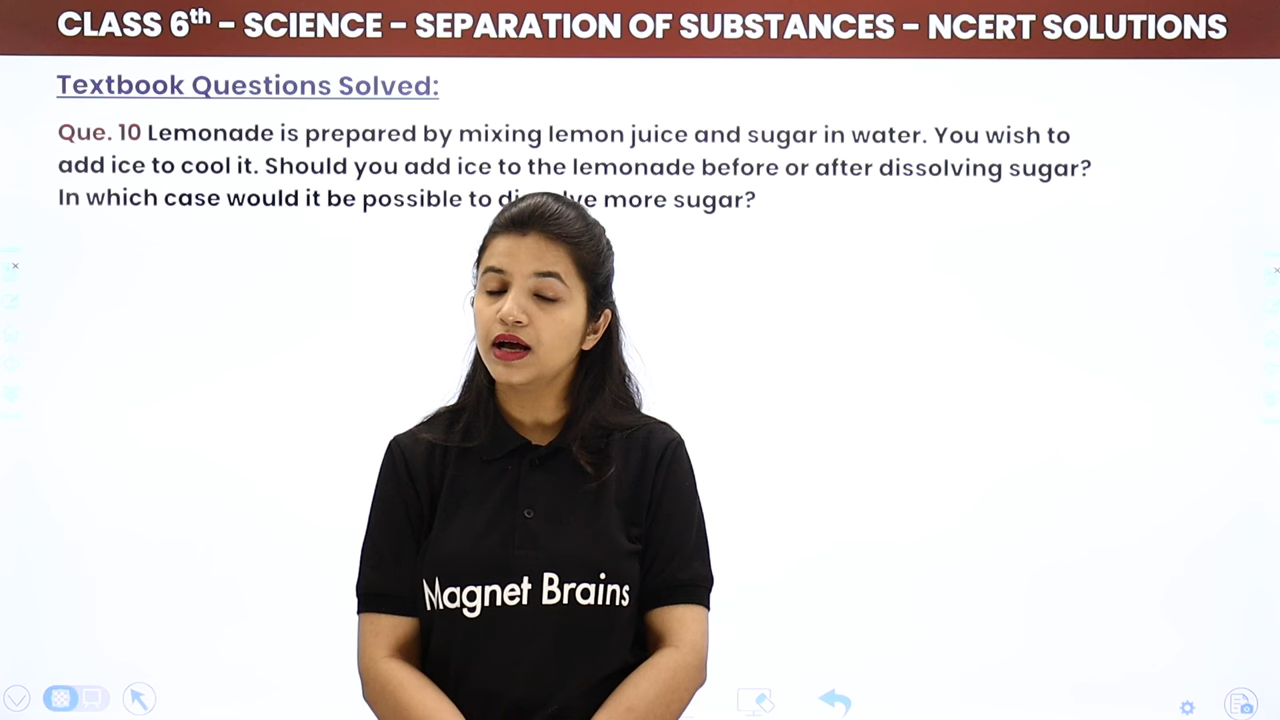 CLASS 6th – SCIENCE – SEPARATION OF SUBSTANCES – NCERT SOLUTIONS
Textbook Questions Solved:
Que. 10 Lemonade is prepared by mixing lemon juice and sugar in water. You wish to
add ice to cool it. Should you add ice to the lemonade before or after dissolving sugar?
In which case would it be possible to more sugar?
Magnet Brains